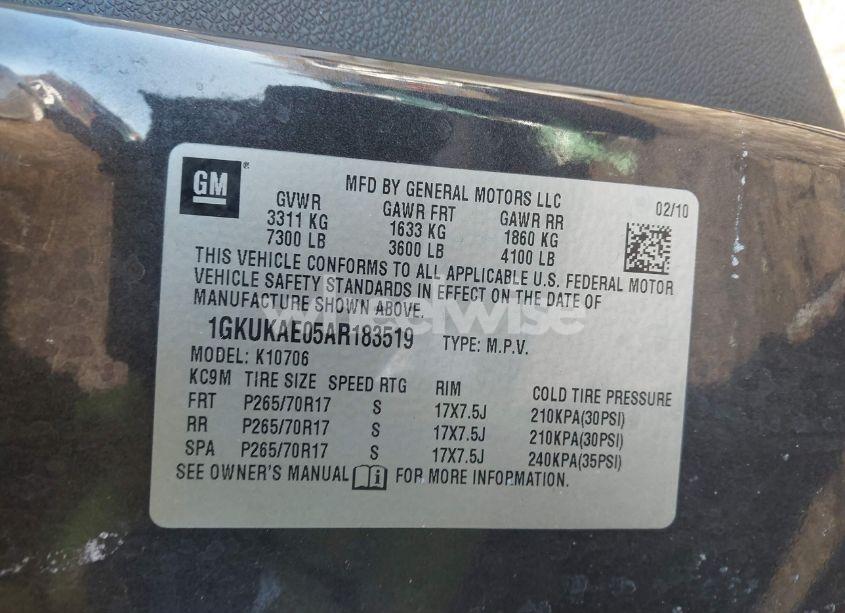 GM ®
MFD BY GENERAL MOTORS LLC
02/10
GVWR GAWR FRT GAWR RR
3311 KG 1633 KG 1860 KG
7300 LB 3600 LB 4100 LB
THIS VEHICLE CONFORMS TO ALL APPLICABLE U.S. FEDERAL MOTOR
VEHICLE SAFETY STANDARDS IN EFFECT ON THE DATE OF
MANUFACTURE SHOWN ABOVE.
wheelwise
1GKUKAE05AR183519 TYPE: M.P.V.
MODEL: K10706
KC9M TIRE SIZE SPEED RTG RIM COLD TIRE PRESSURE
FRT P265/70R17 S 17X7.5J 210KPA(30PSI)
RR P265/70R17 S 17X7.5J 210KPA(30PSI)
SPA P265/70R17 S 17X7.5J 240KPA(35PSI)
SEE OWNER'S MANUAL i FOR MORE INFORMATION.